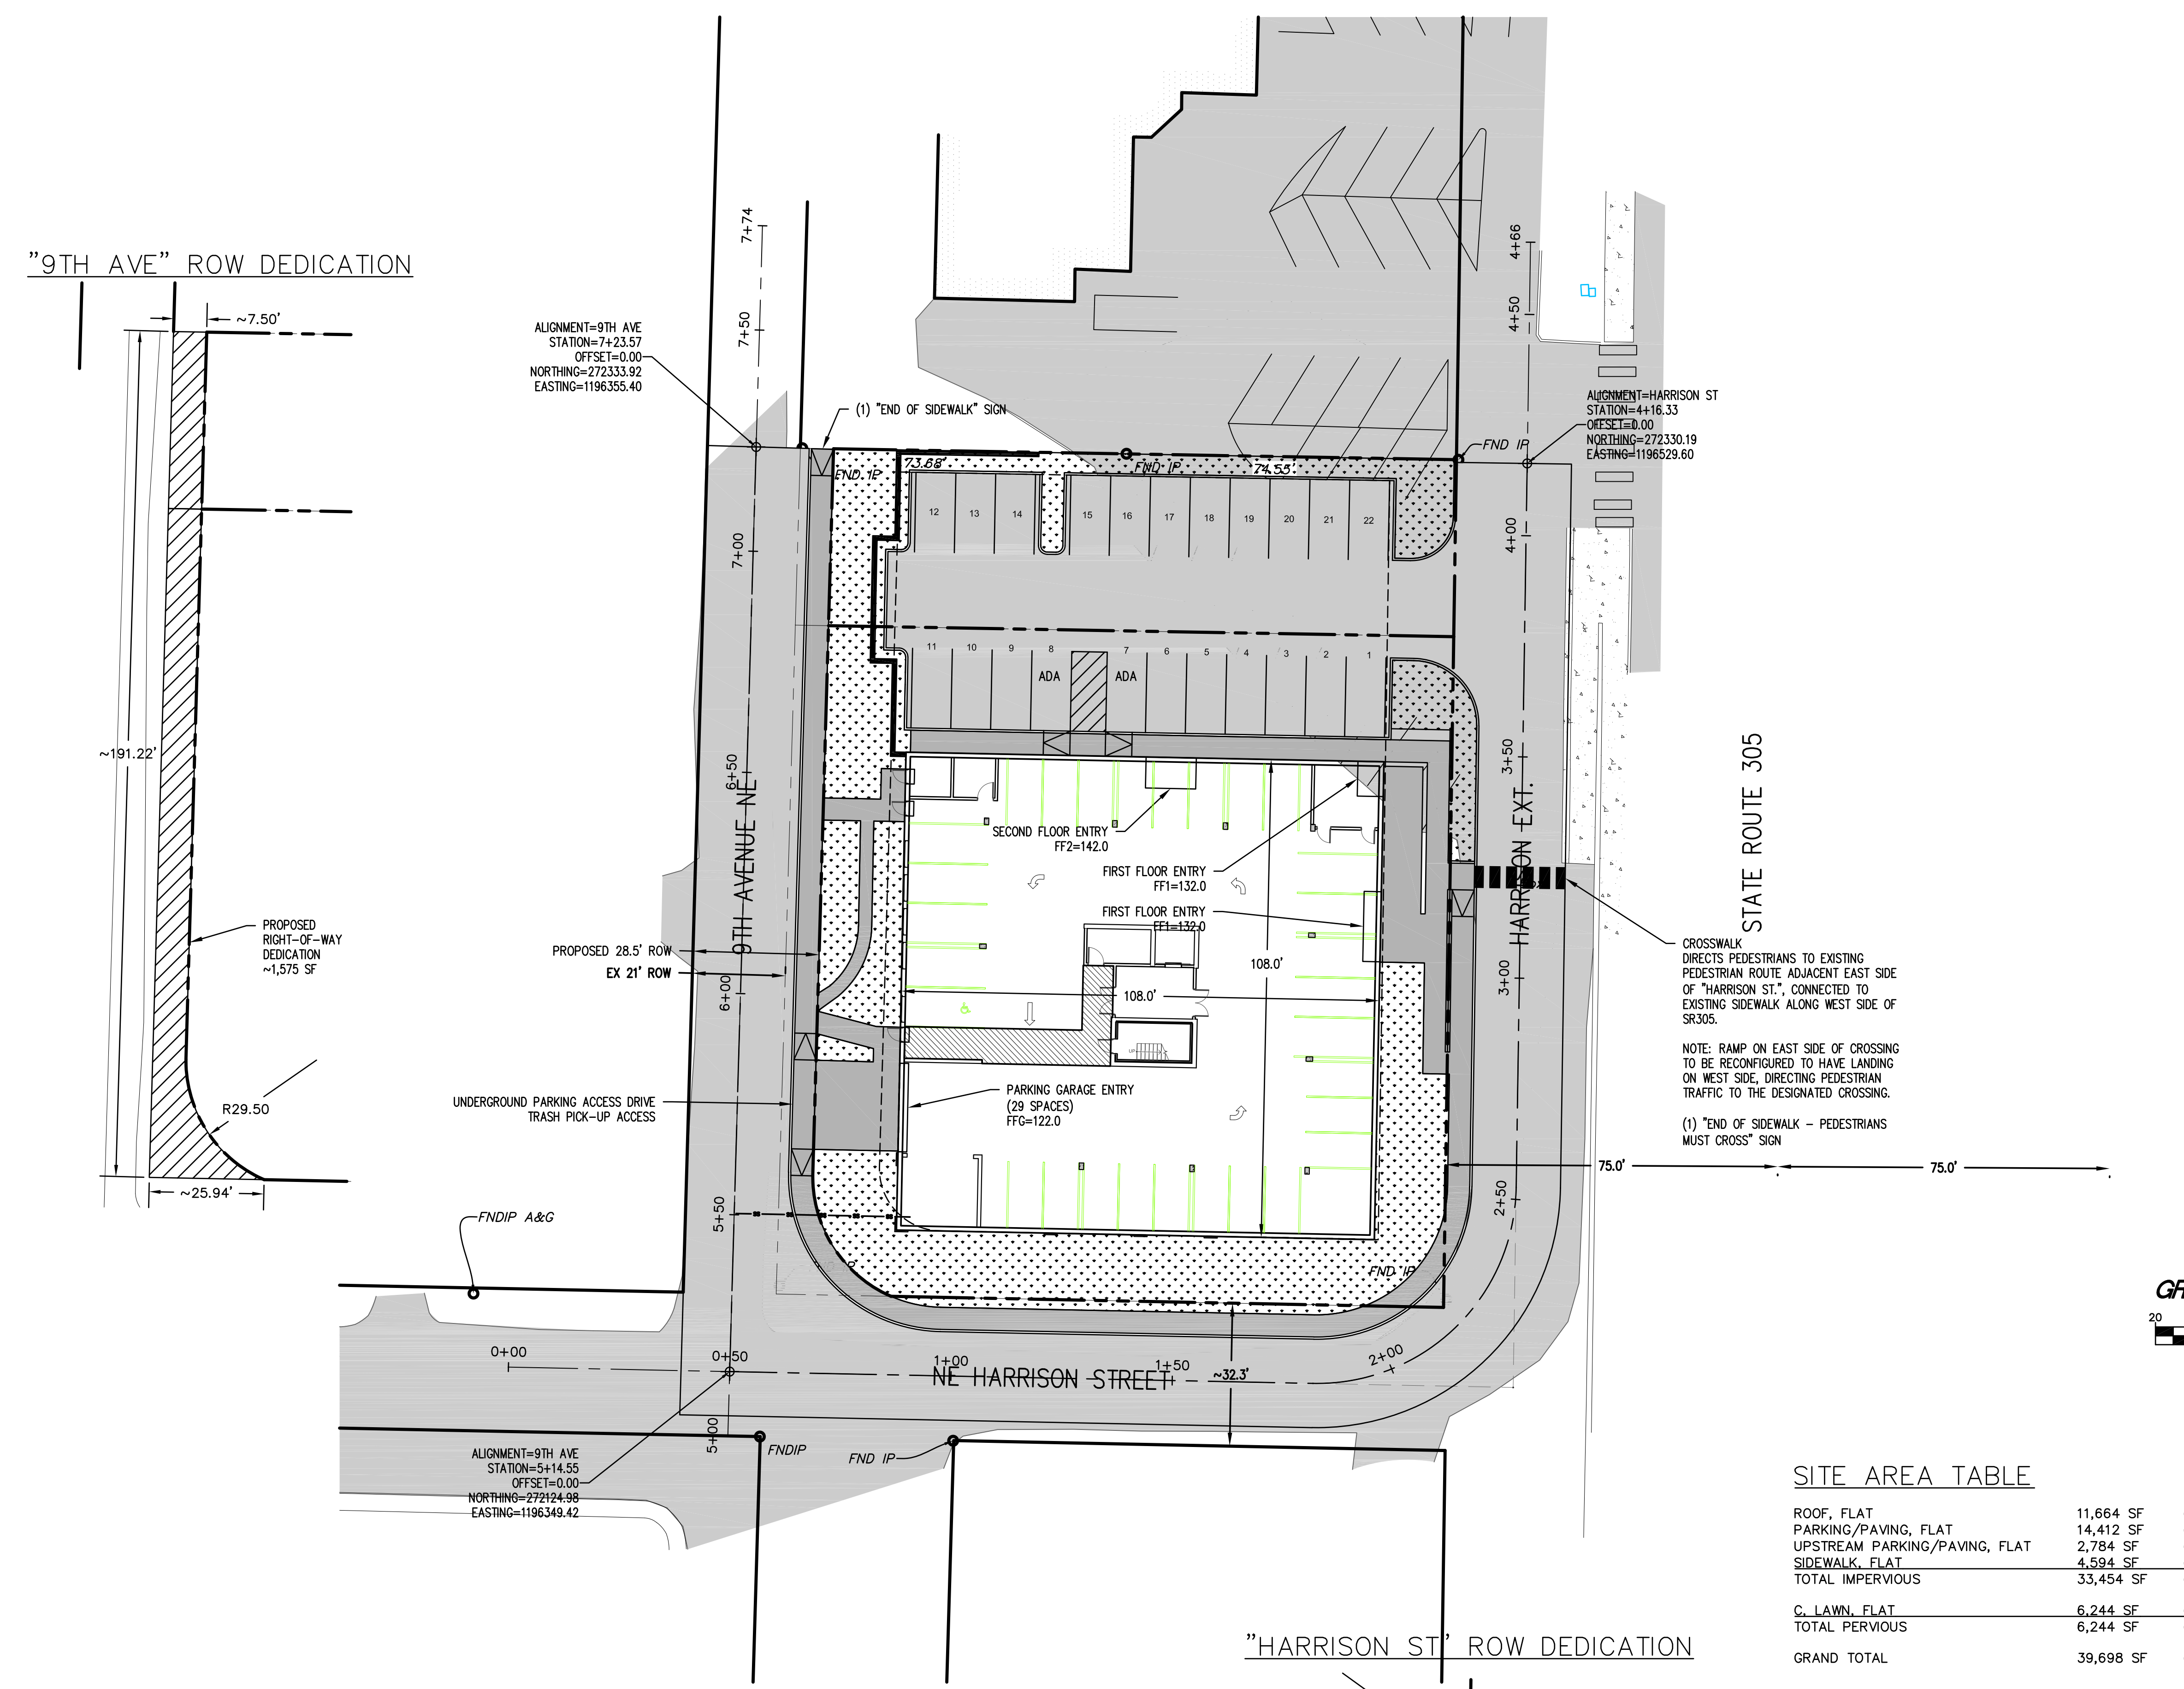 "9TH AVE" ROW DEDICATION
~7.50'
~191.22'
PROPOSED
RIGHT-OF-WAY
DEDICATION
~1,575 SF
R29.50
~25.94'
ALIGNMENT=9TH AVE
STATION=7+23.57
OFFSET=0.00
NORTHING=272333.92
EASTING=1196355.40
7+74
7+50
7+00
6+50
6+00
5+50
5+00
9TH AVENUE NE
(1) "END OF SIDEWALK" SIGN
FND IP
73.68'
FND IP
74.55'
FND IP
4+66
4+50
4+00
3+50
3+00
2+50
HARRISON EXT.
ALIGNMENT=HARRISON ST
STATION=4+16.33
OFFSET=0.00
NORTHING=272330.19
EASTING=1196529.60
12
13
14
15
16
17
18
19
20
21
22
11
10
9
8
7
6
5
4
3
2
1
ADA
ADA
SECOND FLOOR ENTRY
FF2=142.0
FIRST FLOOR ENTRY
FF1=132.0
FIRST FLOOR ENTRY
FF1=132.0
108.0'
108.0'
UP
PARKING GARAGE ENTRY
(29 SPACES)
FFG=122.0
PROPOSED 28.5' ROW
EX 21' ROW
UNDERGROUND PARKING ACCESS DRIVE
TRASH PICK-UP ACCESS
STATE ROUTE 305
CROSSWALK
DIRECTS PEDESTRIANS TO EXISTING
PEDESTRIAN ROUTE ADJACENT EAST SIDE
OF "HARRISON ST.", CONNECTED TO
EXISTING SIDEWALK ALONG WEST SIDE OF
SR305.
NOTE: RAMP ON EAST SIDE OF CROSSING
TO BE RECONFIGURED TO HAVE LANDING
ON WEST SIDE, DIRECTING PEDESTRIAN
TRAFFIC TO THE DESIGNATED CROSSING.
(1) "END OF SIDEWALK - PEDESTRIANS
MUST CROSS" SIGN
75.0'
75.0'
FNDIP A&G
FND IP
0+00
0+50
1+00
1+50
2+00
NE HARRISON STREET
~32.3'
20
ALIGNMENT=9TH AVE
STATION=5+14.55
OFFSET=0.00
NORTHING=272124.98
EASTING=1196349.42
FNDIP
FND IP
SITE AREA TABLE
ROOF, FLAT 11,664 SF
PARKING/PAVING, FLAT 14,412 SF
UPSTREAM PARKING/PAVING, FLAT 2,784 SF
SIDEWALK, FLAT 4,594 SF
TOTAL IMPERVIOUS 33,454 SF
C, LAWN, FLAT 6,244 SF
TOTAL PERVIOUS 6,244 SF
GRAND TOTAL 39,698 SF
"HARRISON ST' ROW DEDICATION